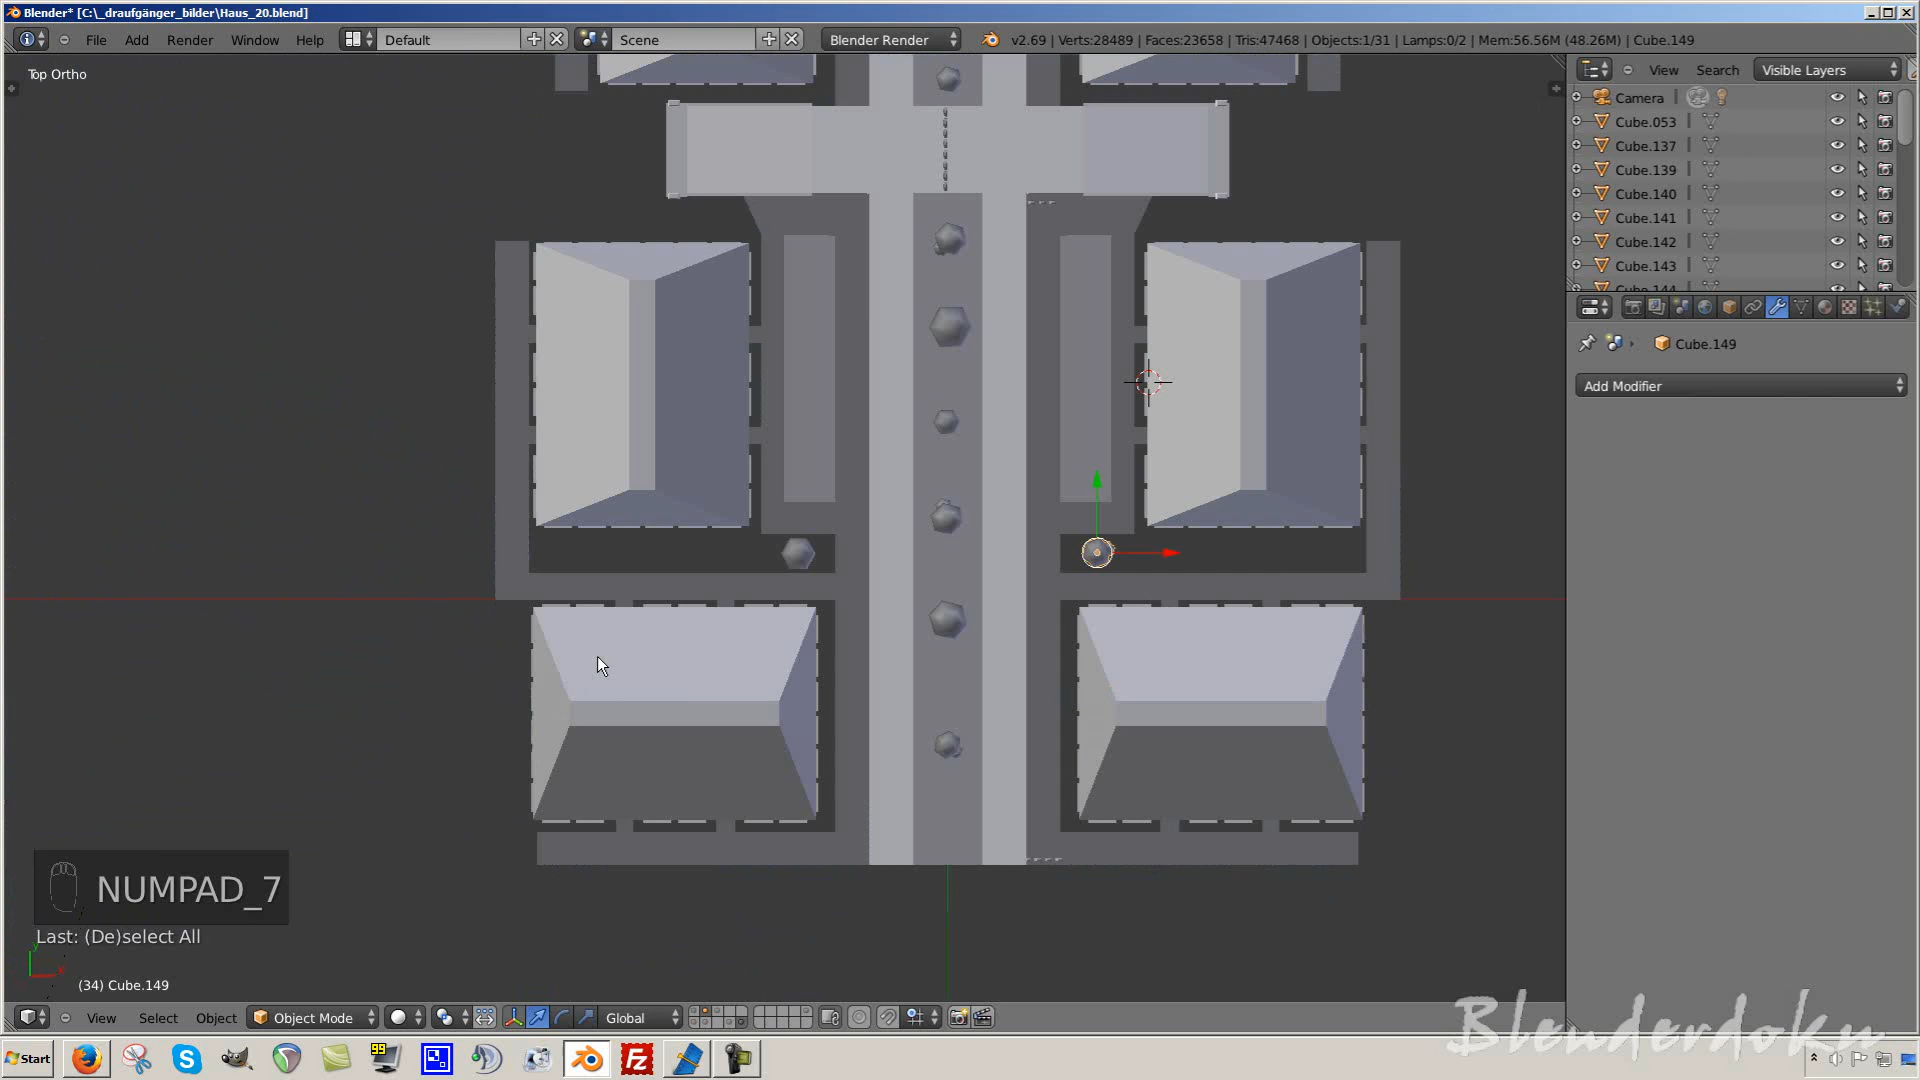 Blender* [C:\_draufgänger_bilder\Haus_20.blend]
File Add Render Window Help Default Scene Blender Render v2.69 | Verts:28489 | Faces:23658 | Tris:47468 | Objects:1/31 | Lamps:0/2 | Mem:56.56M (48.26M) | Cube.149
Top Ortho
View Search Visible Layers
Camera
Cube.053
Cube.137
Cube.139
Cube.140
Cube.141
Cube.142
Cube.143
Cube.144
Cube.149
Add Modifier
NUMPAD_7
Last: (De)select All
y
x
(34) Cube.149
View Select Object Object Mode Global
Blenderdoku
Start
99